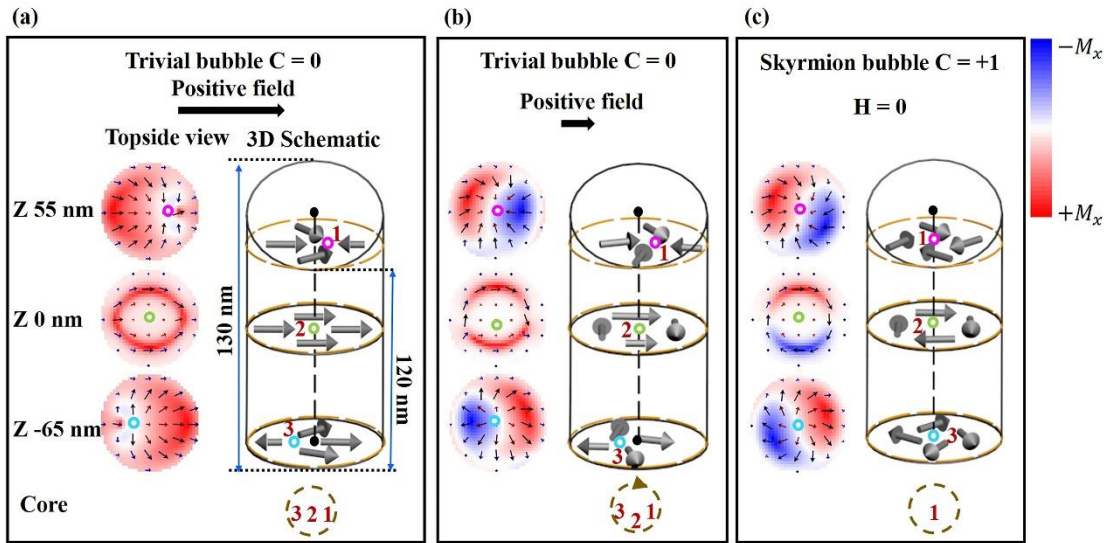 (a)
Trivial bubble C = 0
Positive field
Topside view 3D Schematic
Z 55 nm
Z 0 nm
Z -65 nm
130 nm
120 nm
1
2
3
Core
3 2 1
(b)
Trivial bubble C = 0
Positive field
1
2
3
3 2 1
(c)
Skyrmion bubble C = +1
H = 0
1
2
3
1
−Mx
+Mx